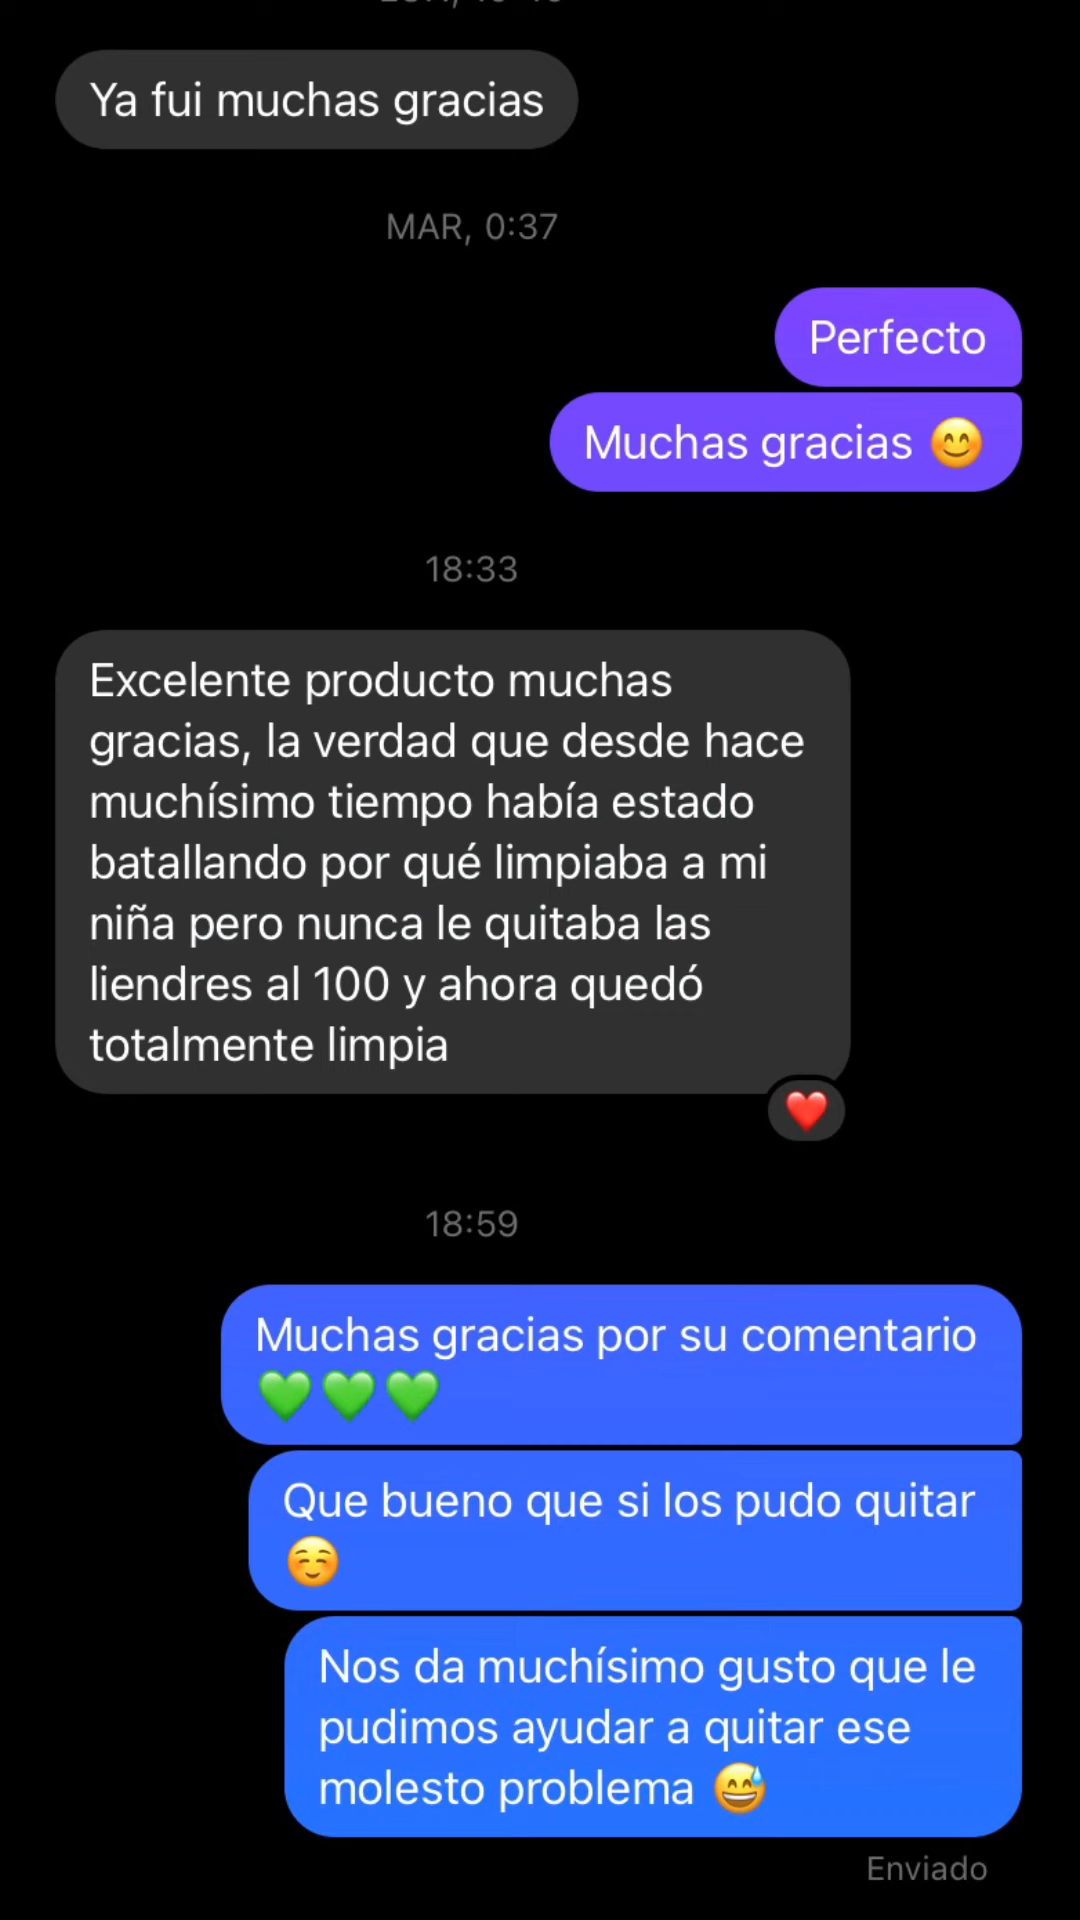 Ya fui muchas gracias
MAR, 0:37
Perfecto
Muchas gracias 😊
18:33
Excelente producto muchas
gracias, la verdad que desde hace
muchísimo tiempo había estado
batallando por qué limpiaba a mi
niña pero nunca le quitaba las
liendres al 100 y ahora quedó
totalmente limpia
❤️
18:59
Muchas gracias por su comentario
💚💚💚
Que bueno que si los pudo quitar
☺️
Nos da muchísimo gusto que le
pudimos ayudar a quitar ese
molesto problema 😅
Enviado